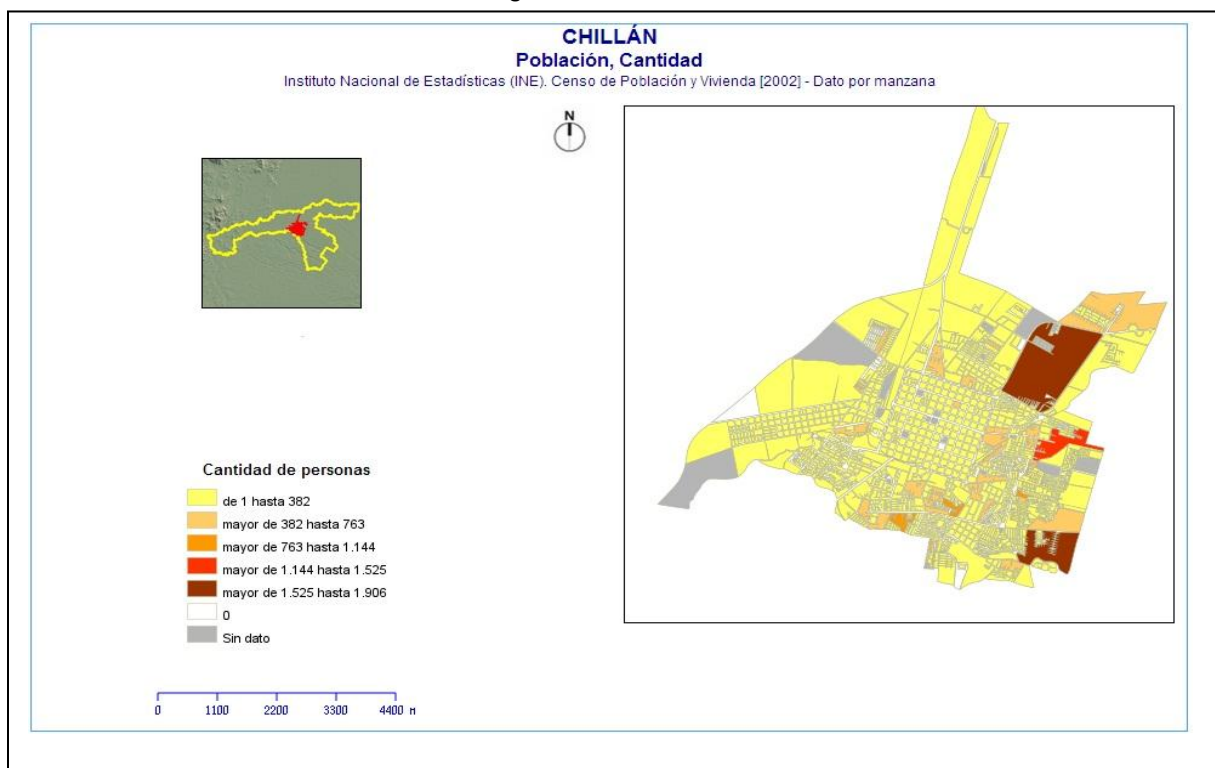 CHILLÁN
Población, Cantidad
Instituto Nacional de Estadísticas (INE). Censo de Población y Vivienda [2002] - Dato por manzana
N
Cantidad de personas
de 1 hasta 382
mayor de 382 hasta 763
mayor de 763 hasta 1.144
mayor de 1.144 hasta 1.525
mayor de 1.525 hasta 1.906
0
Sin dato
0 1100 2200 3300 4400 M